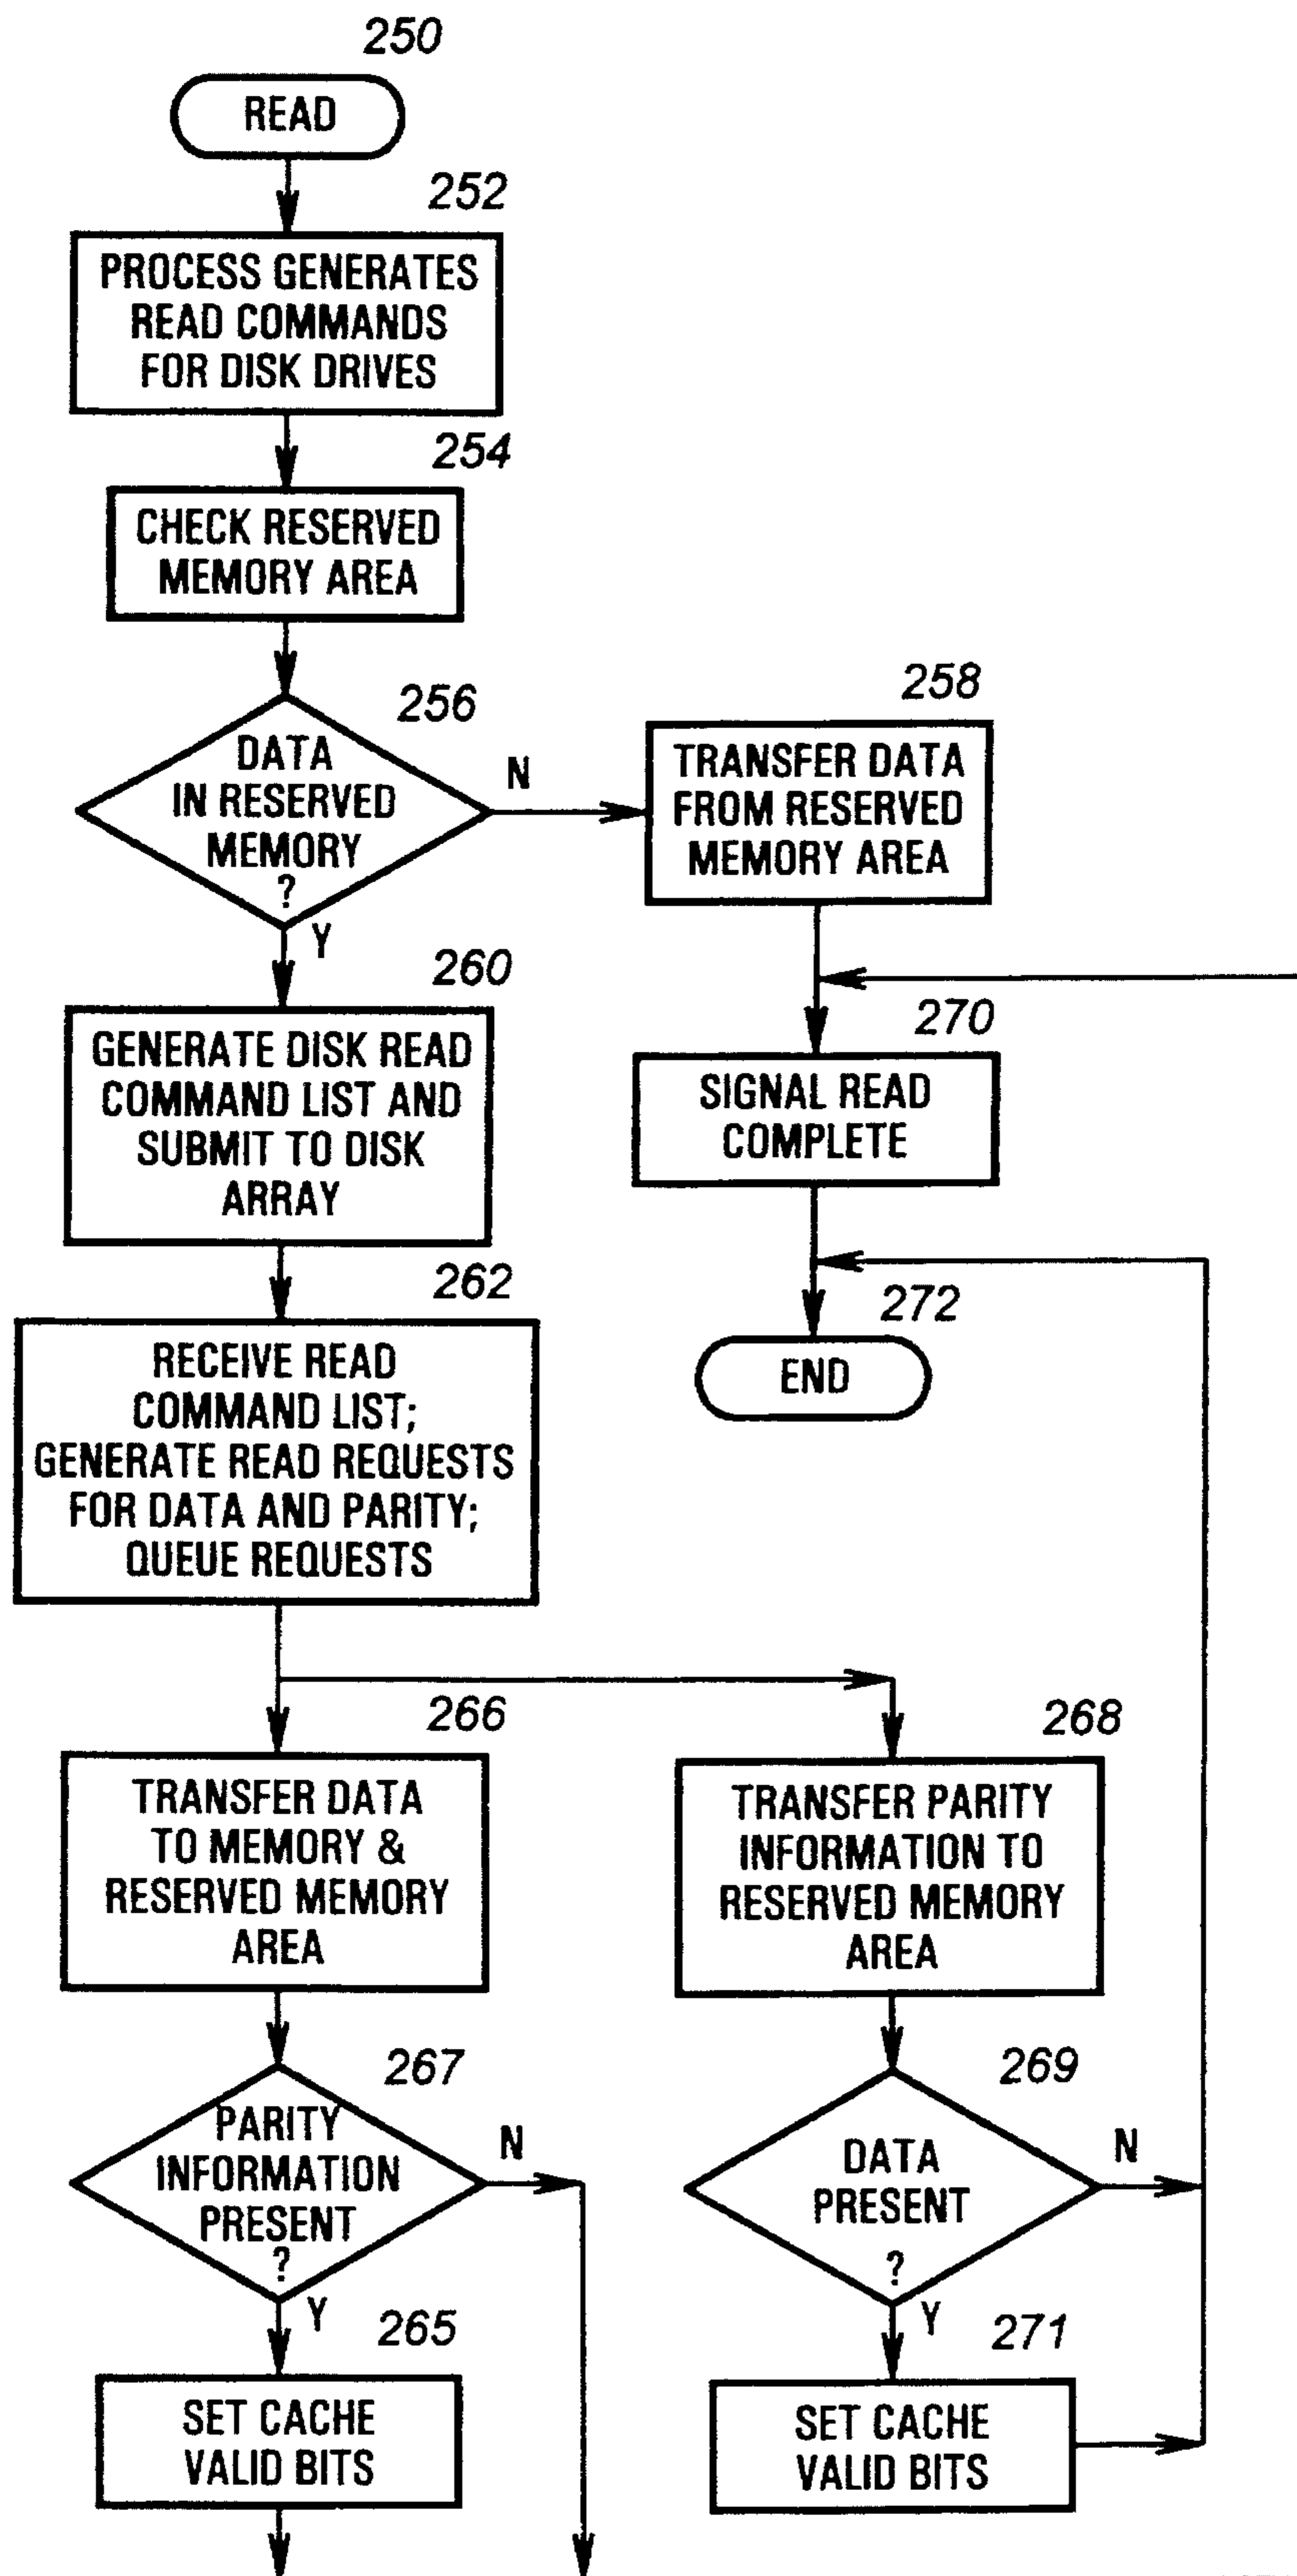 250
READ
252
PROCESS GENERATES
READ COMMANDS
FOR DISK DRIVES
254
CHECK RESERVED
MEMORY AREA
256
DATA
IN RESERVED
MEMORY
?
N
Y
258
TRANSFER DATA
FROM RESERVED
MEMORY AREA
260
GENERATE DISK READ
COMMAND LIST AND
SUBMIT TO DISK
ARRAY
270
SIGNAL READ
COMPLETE
262
RECEIVE READ
COMMAND LIST;
GENERATE READ REQUESTS
FOR DATA AND PARITY;
QUEUE REQUESTS
272
END
266
TRANSFER DATA
TO MEMORY &
RESERVED MEMORY
AREA
268
TRANSFER PARITY
INFORMATION TO
RESERVED MEMORY
AREA
267
PARITY
INFORMATION
PRESENT
?
N
Y
269
DATA
PRESENT
?
N
Y
265
SET CACHE
VALID BITS
271
SET CACHE
VALID BITS